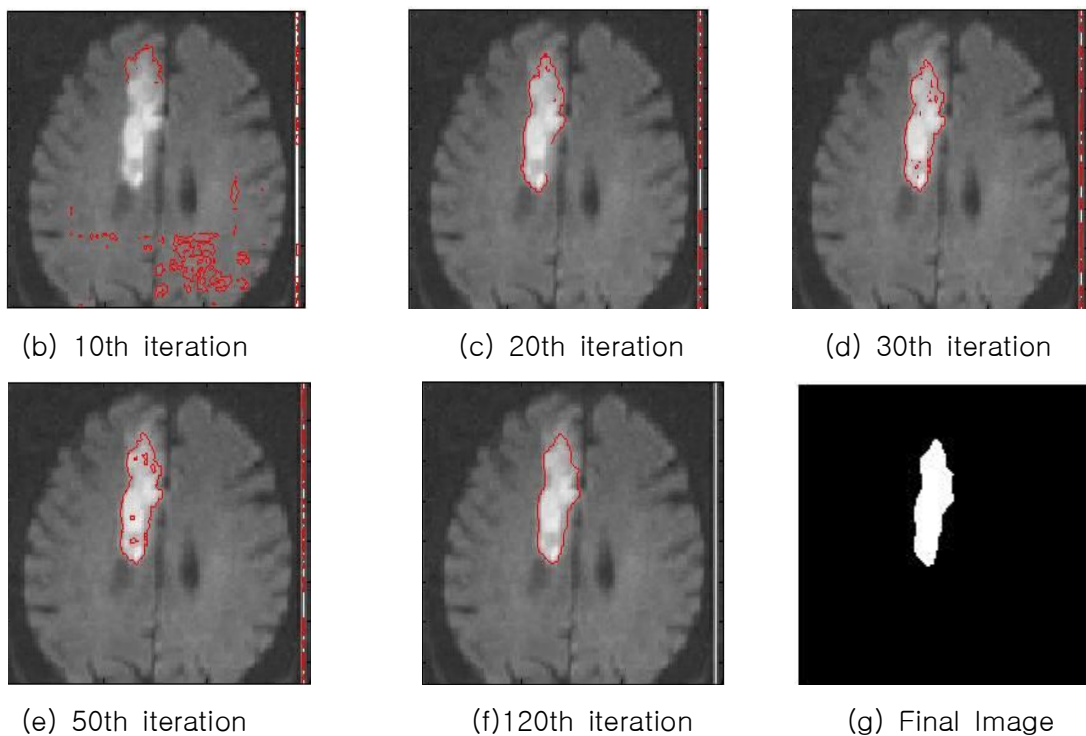 (b) 10th iteration
(c) 20th iteration
(d) 30th iteration
(e) 50th iteration
(f)120th iteration
(g) Final Image